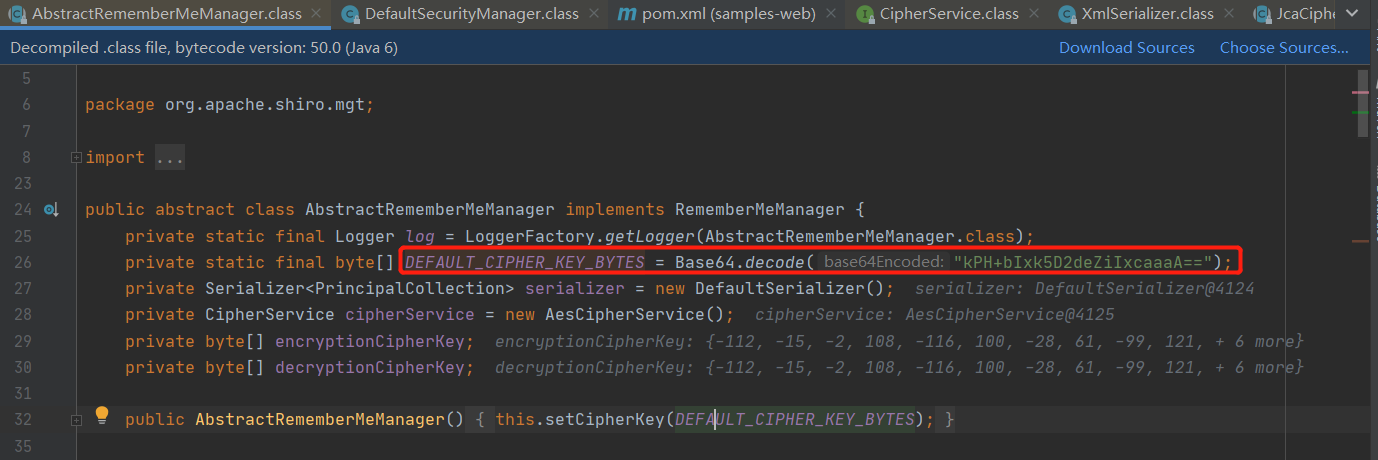 AbstractRememberMeManager.class × DefaultSecurityManager.class × pom.xml (samples-web) × CipherService.class × XmlSerializer.class × JcaCiphe
Decompiled .class file, bytecode version: 50.0 (Java 6) Download Sources Choose Sources...
5
6 package org.apache.shiro.mgt;
7
8 import ...
23
24 public abstract class AbstractRememberMeManager implements RememberMeManager {
25 private static final Logger log = LoggerFactory.getLogger(AbstractRememberMeManager.class);
26 private static final byte[] DEFAULT_CIPHER_KEY_BYTES = Base64.decode( base64Encoded: "kPH+bIxk5D2deZiIxcaaaA==");
27 private Serializer<PrincipalCollection> serializer = new DefaultSerializer(); serializer: DefaultSerializer@4124
28 private CipherService cipherService = new AesCipherService(); cipherService: AesCipherService@4125
29 private byte[] encryptionCipherKey; encryptionCipherKey: {-112, -15, -2, 108, -116, 100, -28, 61, -99, 121, + 6 more}
30 private byte[] decryptionCipherKey; decryptionCipherKey: {-112, -15, -2, 108, -116, 100, -28, 61, -99, 121, + 6 more}
31
32 public AbstractRememberMeManager() { this.setCipherKey(DEFAULT_CIPHER_KEY_BYTES); }
35